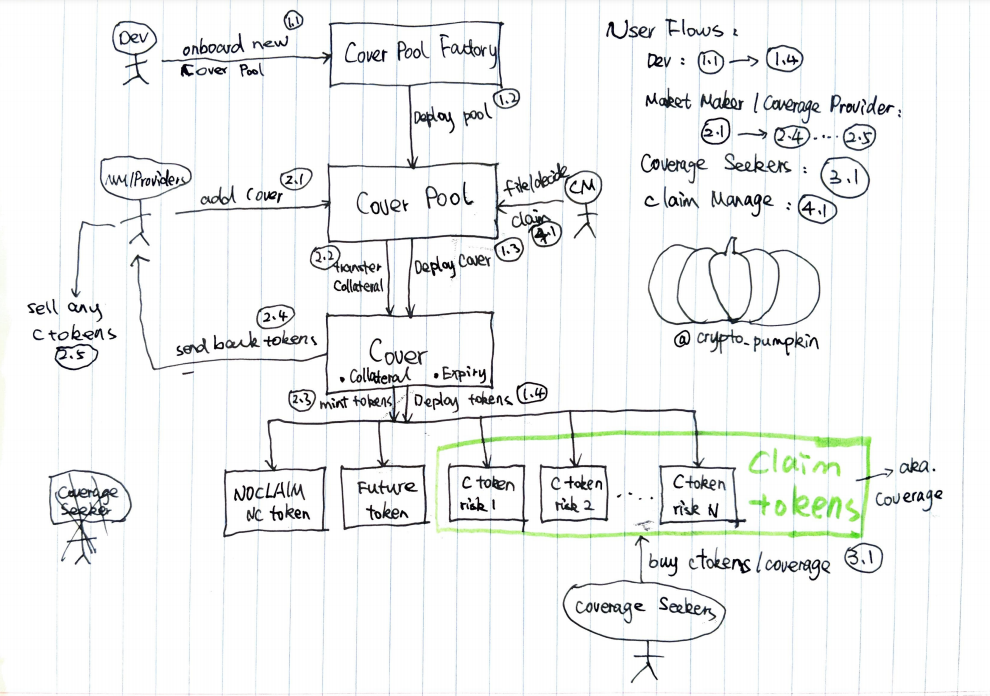 Dev
onboard new 1.1
Cover Pool
Cover Pool Factory
Deploy pool 1.2
MM/Providers
add cover 2.1
Cover Pool
file/decide
claim
4.1
CM
2.2
transfer
Collateral
Deploy Cover 1.3
sell any
C tokens
2.5
2.4
send back tokens
Cover
• Collateral • Expiry
2.3 mint tokens
Deploy tokens 1.4
NOCLAIM
NC token
Future
token
C token
risk 1
C token
risk 2
....
C token
risk N
Claim
tokens
aka.
coverage
Coverage
Seeker
buy ctokens/coverage 3.1
Coverage Seekers
User Flows:
Dev: 1.1 → 1.4
Maket Maker / Coverage Provider:
2.1 → 2.4 .... 2.5
Coverage Seekers: 3.1
Claim Manage: 4.1
@crypto_pumpkin